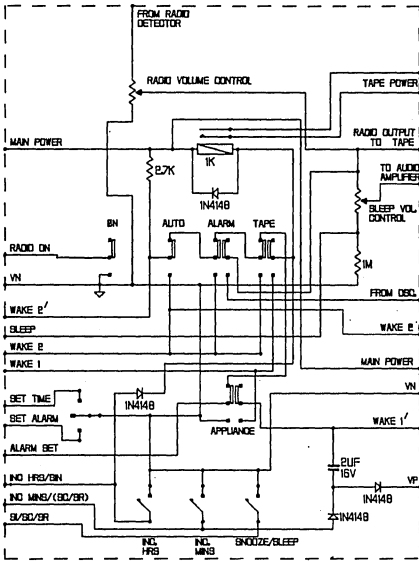 FROM RADIO
DETECTOR
RADIO VOLUME CONTROL
TAPE POWER
MAIN POWER
RADIO OUTPUT
TO TAPE
1K
2.7K
TO AUDIO
AMPLIFIER
1N4148
SLEEP VOL.
CONTROL
ON
AUTO
ALARM
TAPE
RADIO ON
1M
VN
FROM OSC.
WAKE 2'
WAKE 2'
SLEEP
WAKE 2
MAIN POWER
WAKE 1
VN
SET TIME
1N4148
SET ALARM
WAKE 1'
APPLIANCE
ALARM SET
2UF
16V
INC HRS/SIN
VP
1N4148
INC MINS/(SC/SR)
1N4148
SI/SC/SR
INC.
HRS
INC.
MINS
SNOOZE/SLEEP